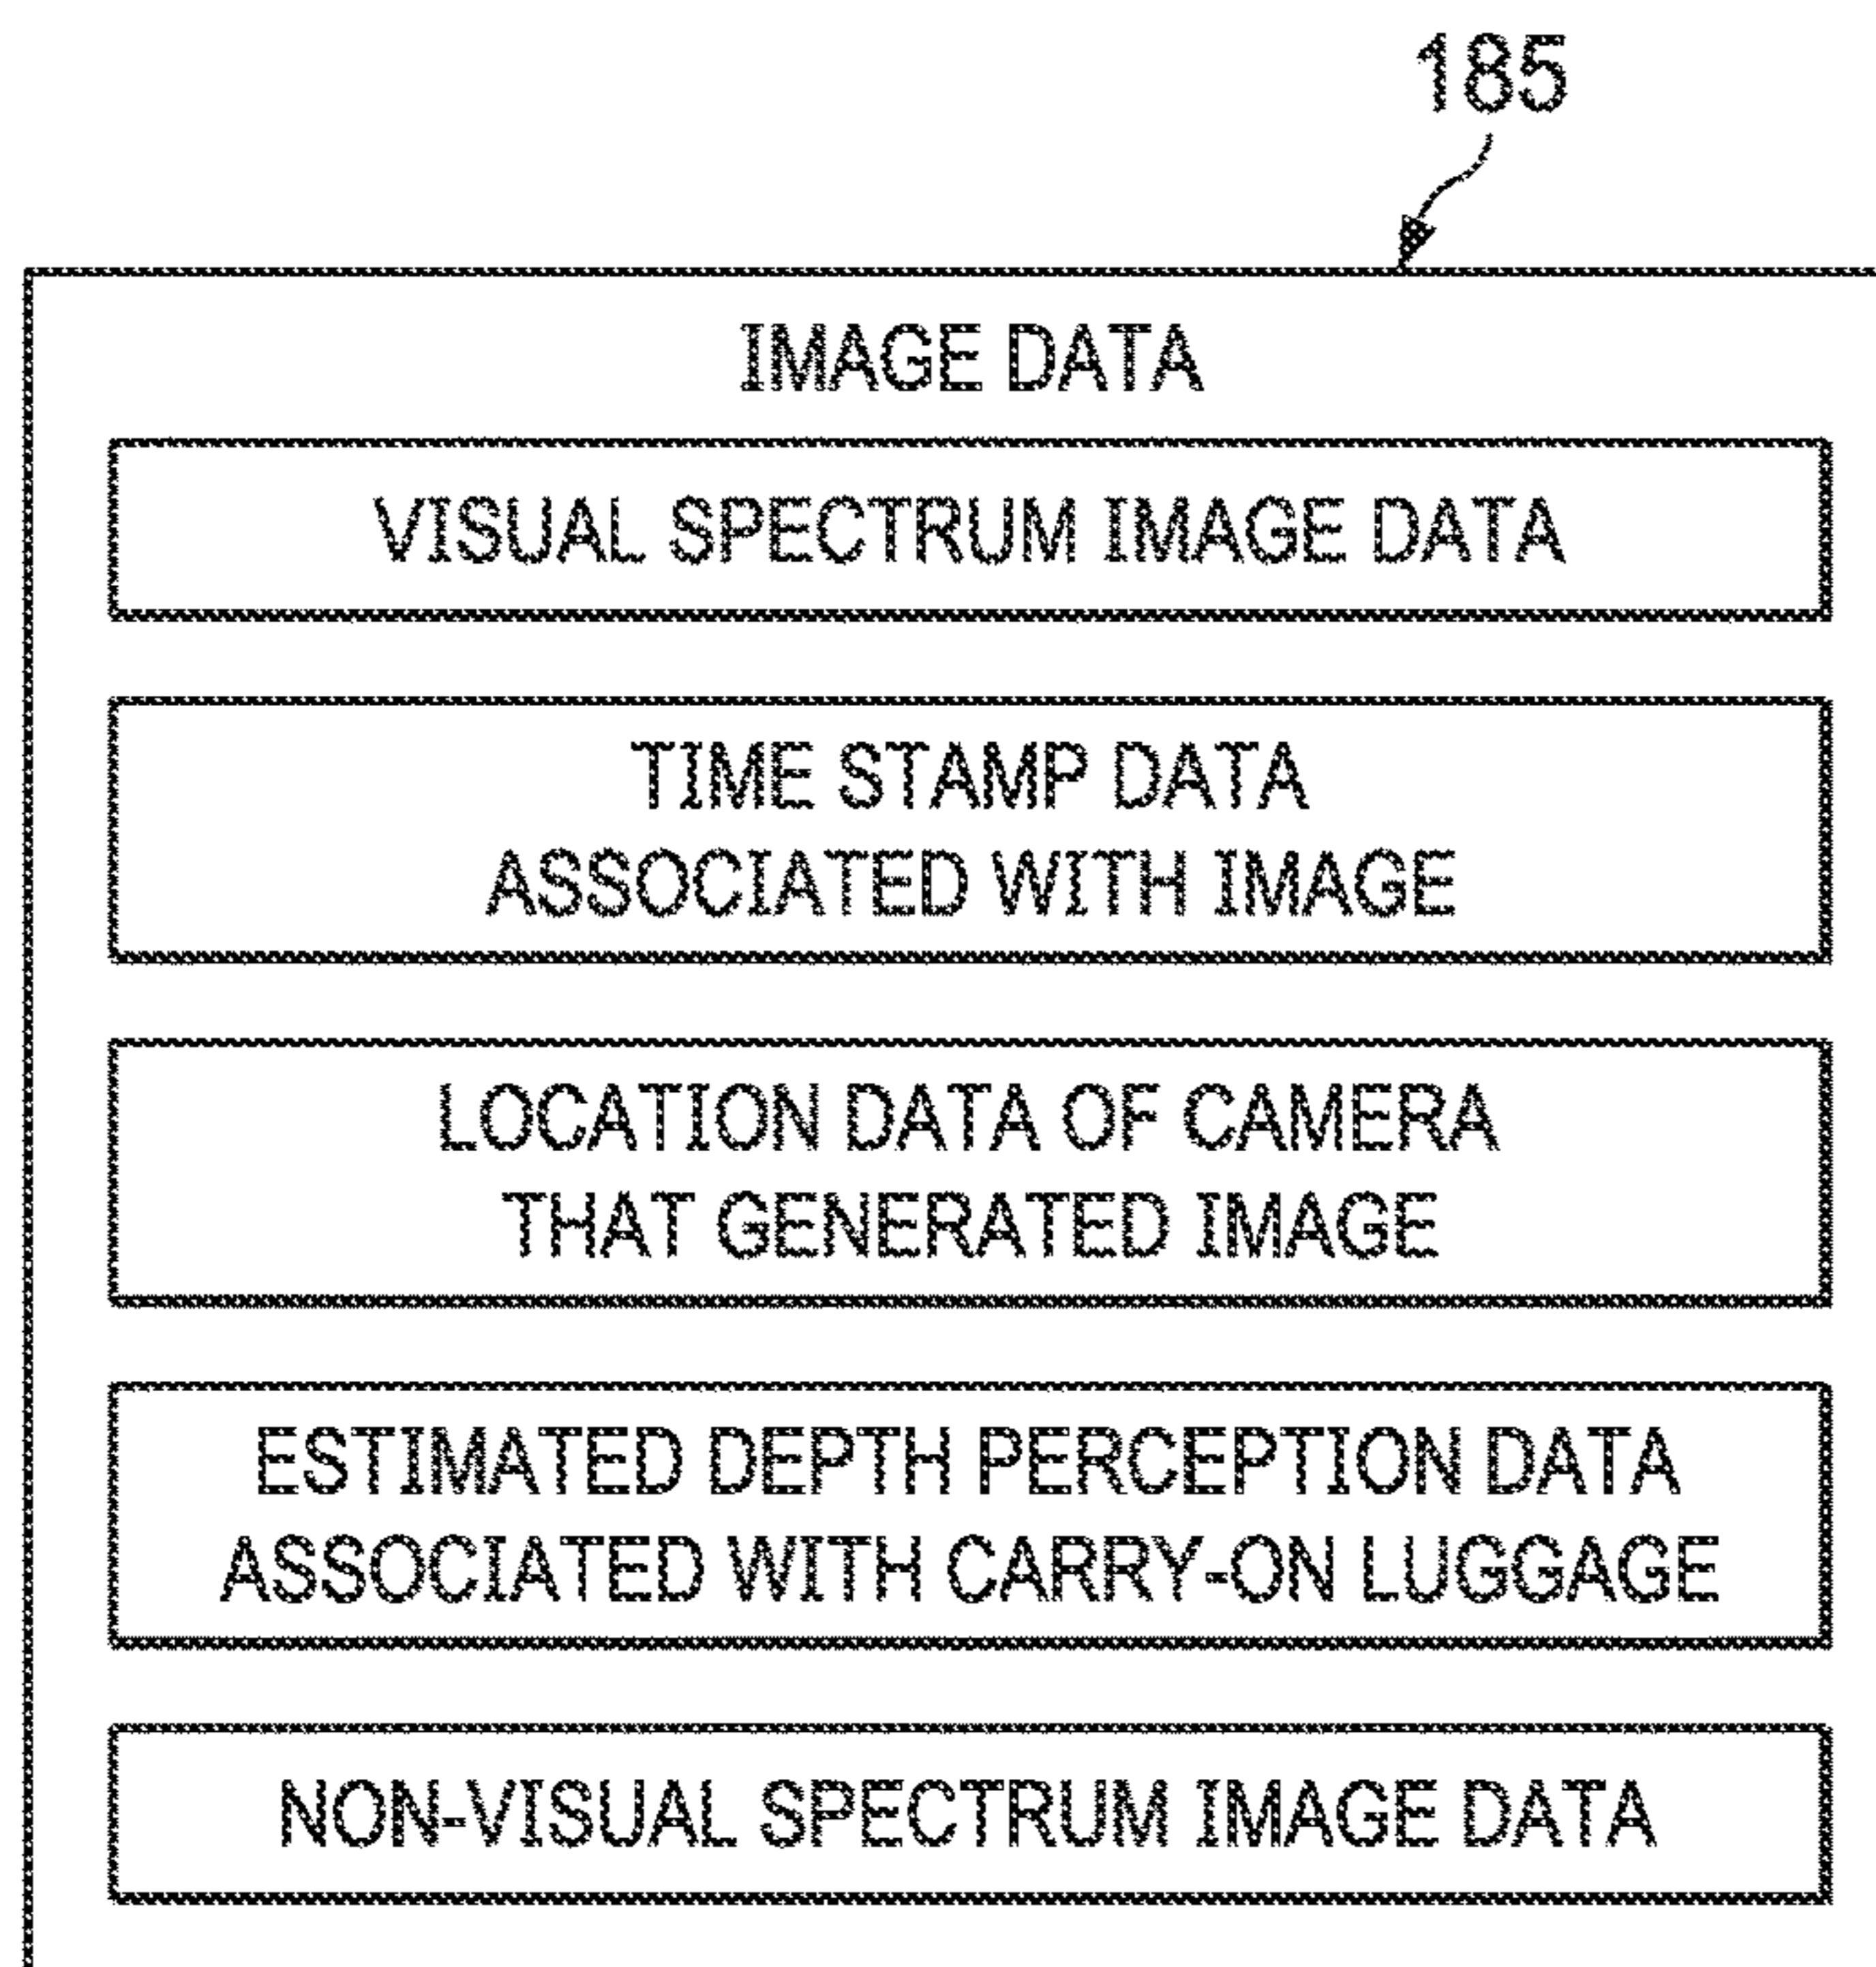 185
IMAGE DATA
VISUAL SPECTRUM IMAGE DATA
TIME STAMP DATA
ASSOCIATED WITH IMAGE
LOCATION DATA OF CAMERA
THAT GENERATED IMAGE
ESTIMATED DEPTH PERCEPTION DATA
ASSOCIATED WITH CARRY-ON LUGGAGE
NON-VISUAL SPECTRUM IMAGE DATA